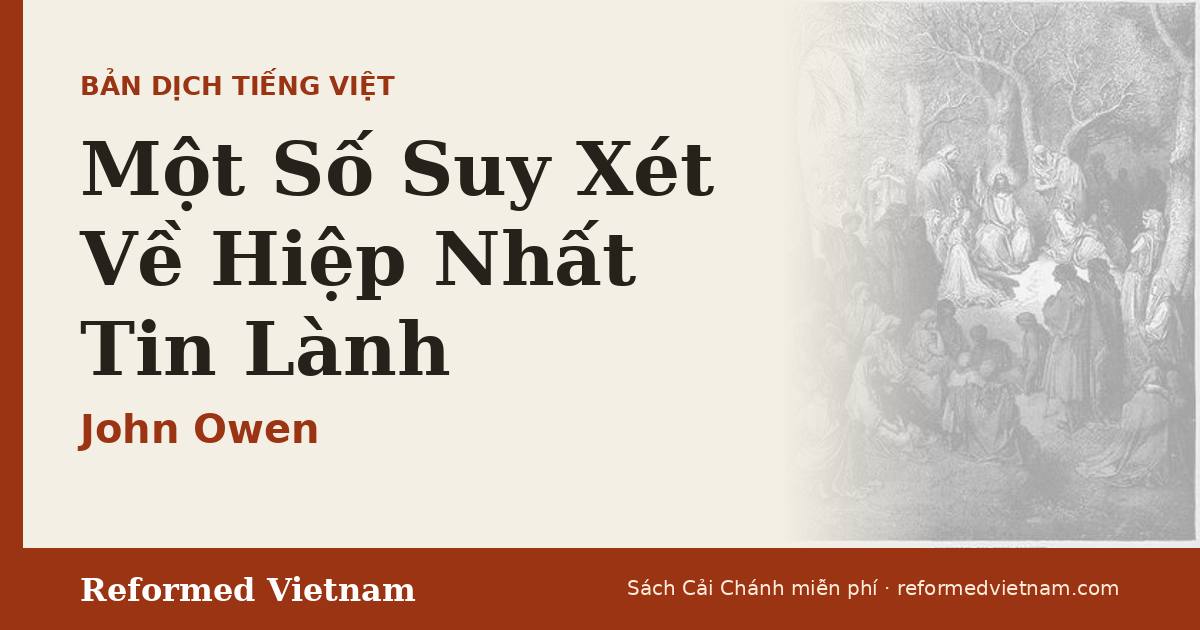 BẢN DỊCH TIẾNG VIỆT
Một Số Suy Xét
Về Hiệp Nhất
Tin Lành
John Owen
Reformed Vietnam
Sách Cải Chánh miễn phí · reformedvietnam.com